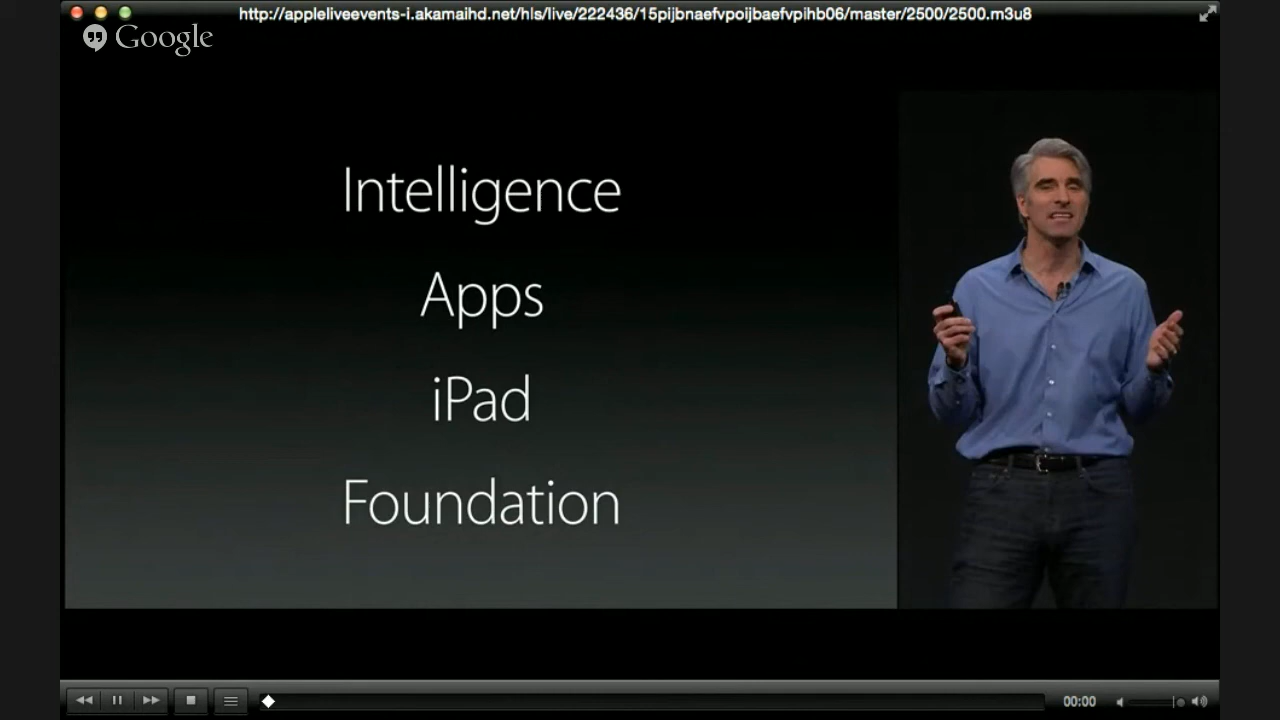 http://appleliveevents-i.akamaihd.net/hls/live/222436/15pijbnaefvpoijbaefvpihb06/master/2500/2500.m3u8
Google
Intelligence
Apps
iPad
Foundation
00:00